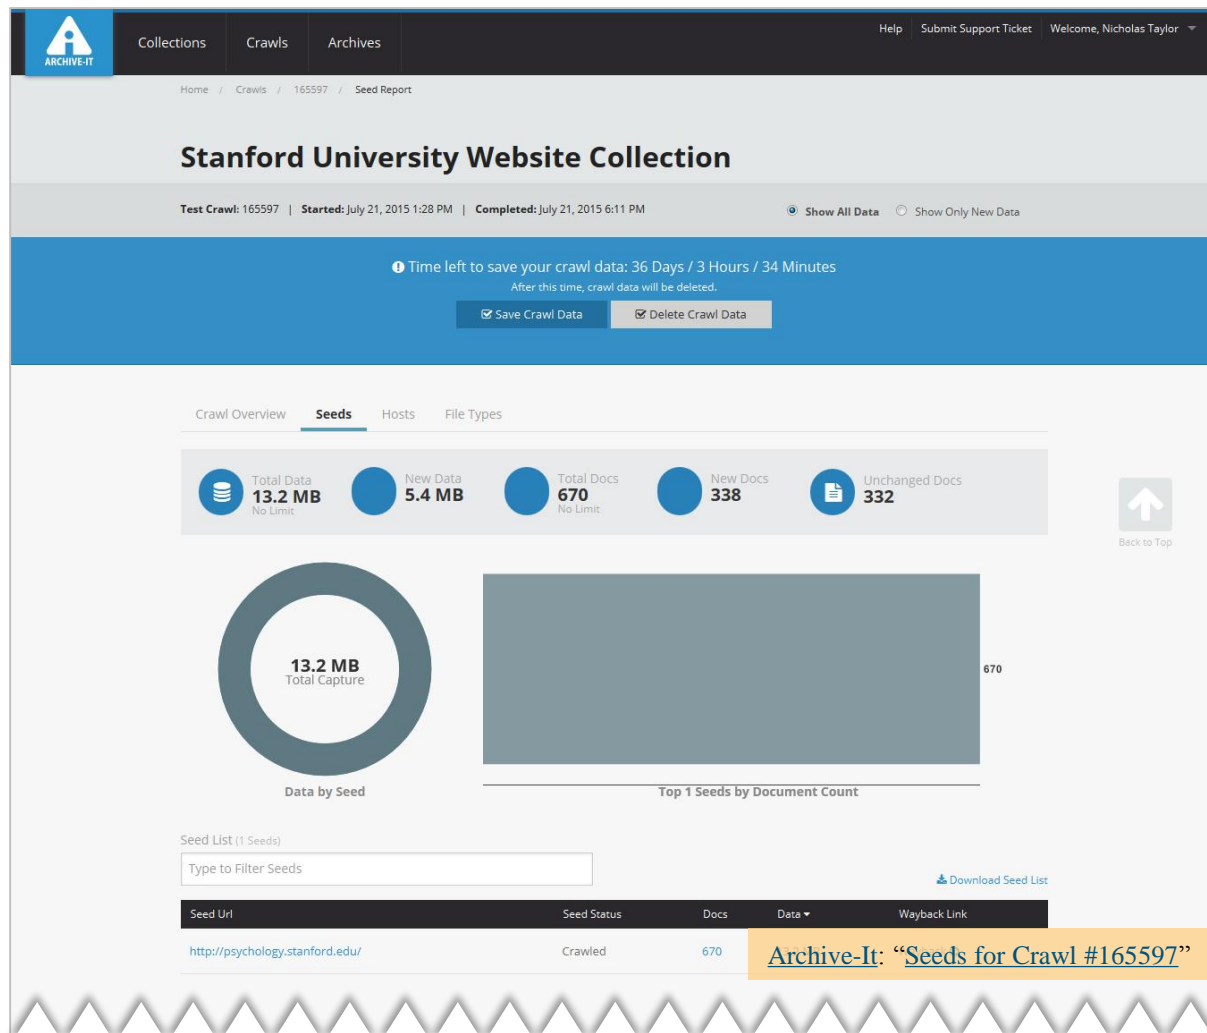 Help Submit Support Ticket Welcome, Nicholas Taylor
ARCHIVE-IT Collections Crawls Archives
Home / Crawls / 165597 / Seed Report
Stanford University Website Collection
Test Crawl: 165597 | Started: July 21, 2015 1:28 PM | Completed: July 21, 2015 6:11 PM Show All Data Show Only New Data
Time left to save your crawl data: 36 Days / 3 Hours / 34 Minutes
After this time, crawl data will be deleted.
Save Crawl Data Delete Crawl Data
Crawl Overview Seeds Hosts File Types
Total Data New Data Total Docs New Docs Unchanged Docs
13.2 MB 5.4 MB 670 338 332
No Limit No Limit
Back to Top
13.2 MB
Total Capture
670
Data by Seed Top 1 Seeds by Document Count
Seed List (1 Seeds)
Type to Filter Seeds
Download Seed List
Seed Url Seed Status Docs Data Wayback Link
http://psychology.stanford.edu/ Crawled 670
Archive-It: “Seeds for Crawl #165597”